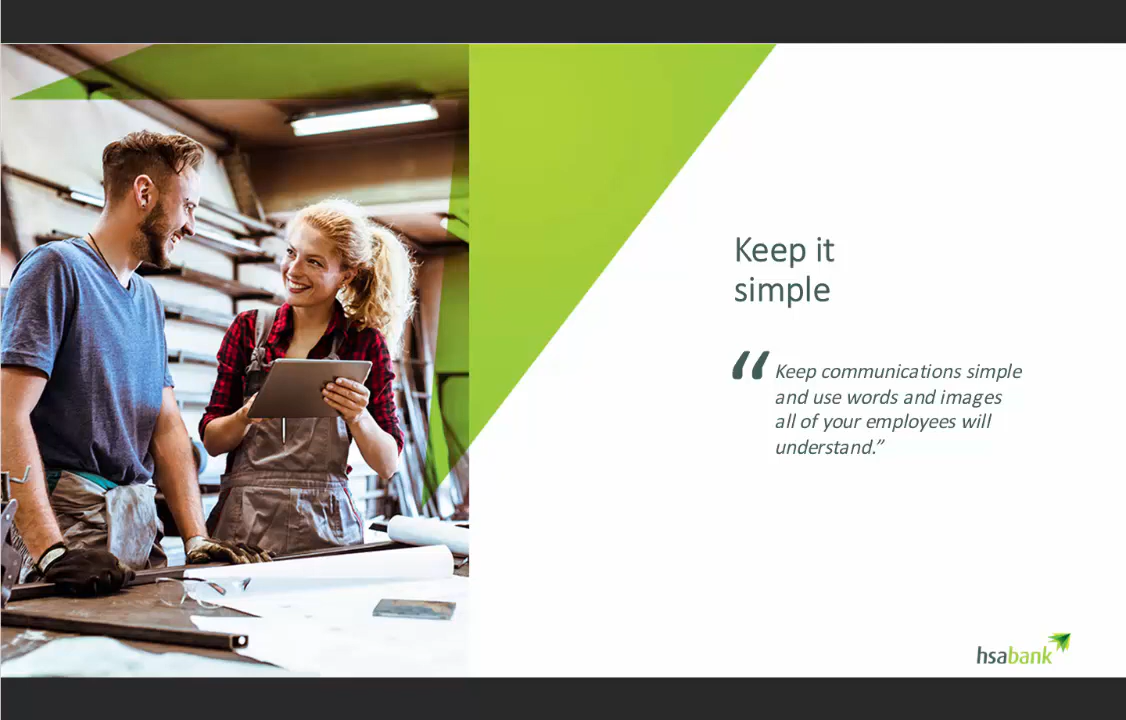 Keep it
simple
“ Keep communications simple
and use words and images
all of your employees will
understand.”
hsabank